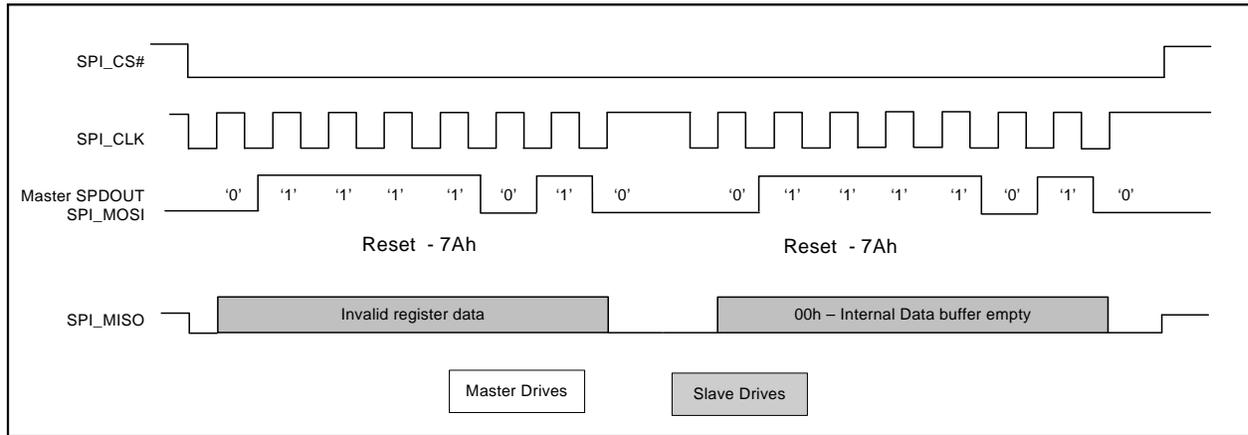 SPI_CS#
SPI_CLK
Master SPDOUT
SPI_MOSI
‘0’ ‘1’ ‘1’ ‘1’ ‘1’ ‘0’ ‘1’ ‘0’ ‘0’ ‘1’ ‘1’ ‘1’ ‘1’ ‘0’ ‘1’ ‘0’
Reset - 7Ah Reset - 7Ah
SPI_MISO
Invalid register data
00h – Internal Data buffer empty
Master Drives
Slave Drives